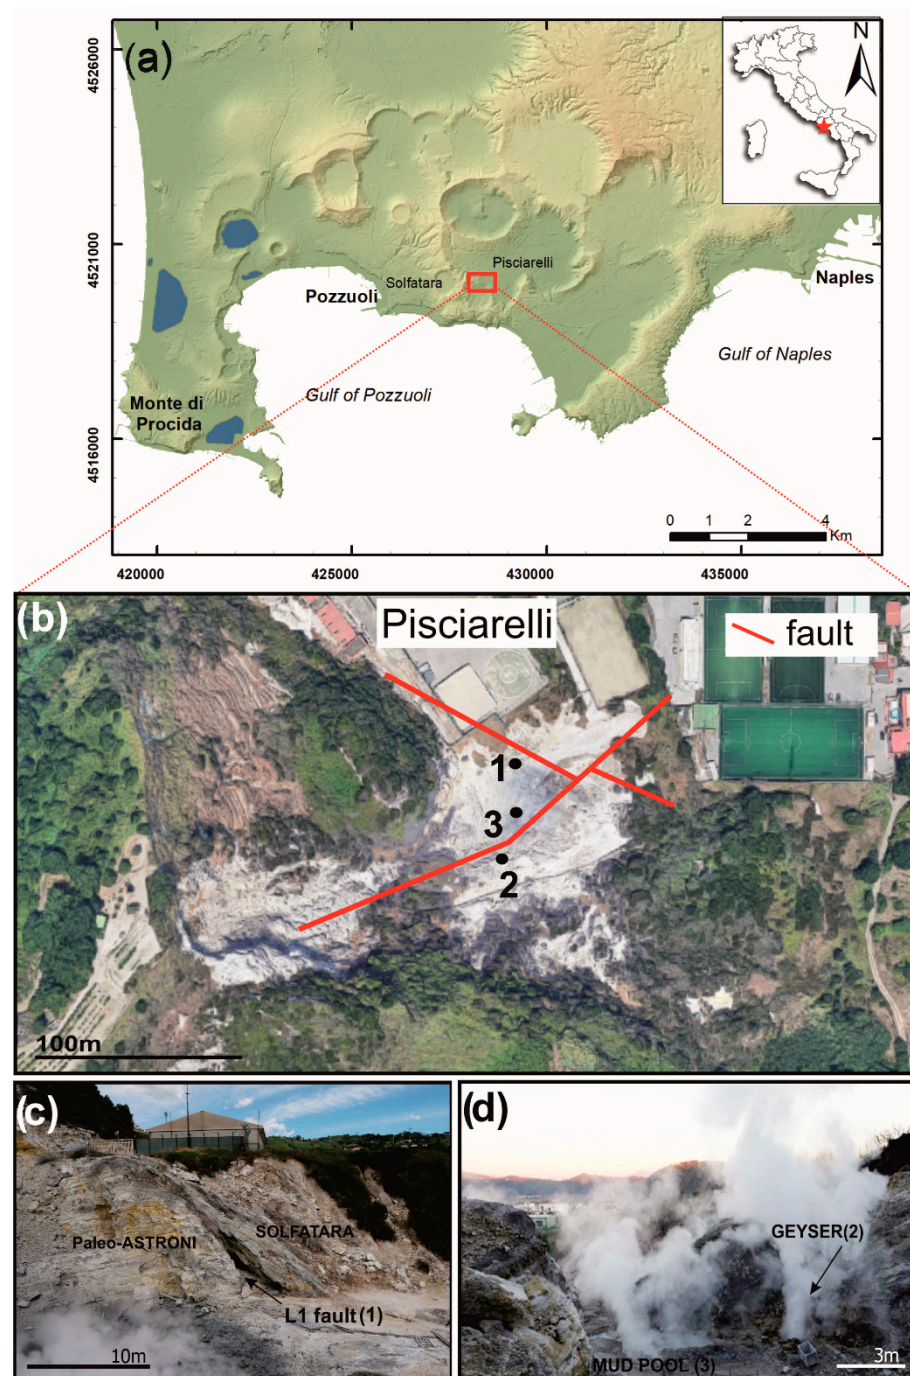 (a)
N
4526000
4521000
4516000
Pisciarelli
Solfatara
Pozzuoli
Naples
Gulf of Naples
Gulf of Pozzuoli
Monte di
Procida
0 1 2 4
Km
420000 425000 430000 435000
(b)
Pisciarelli
fault
1
3
2
100m
(c)
Paleo-ASTRONI
SOLFATARA
L1 fault (1)
10m
(d)
GEYSER(2)
MUD POOL (3)
3m